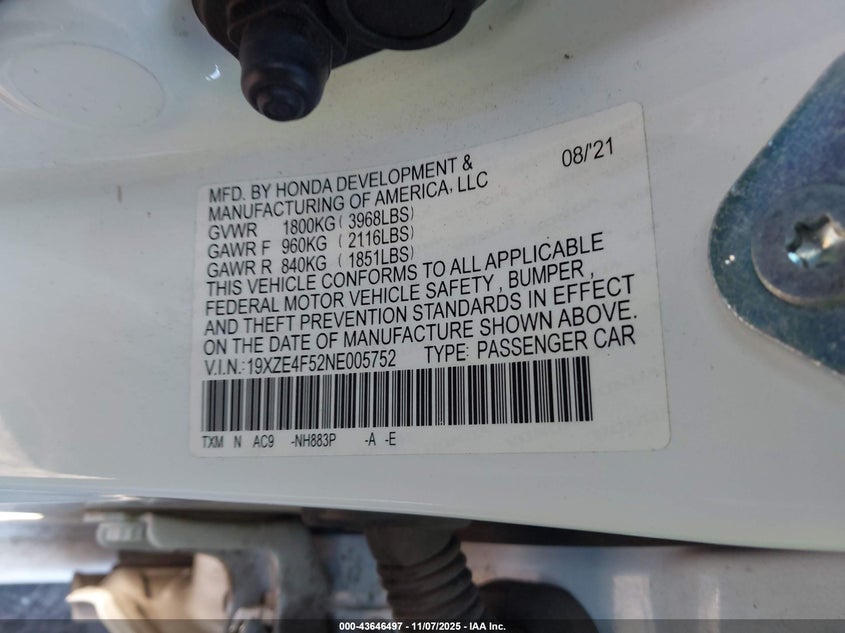 08/'21
MFD. BY HONDA DEVELOPMENT &
MANUFACTURING OF AMERICA, LLC
GVWR 1800KG ( 3968LBS)
GAWR F 960KG ( 2116LBS)
GAWR R 840KG ( 1851LBS)
THIS VEHICLE CONFORMS TO ALL APPLICABLE
FEDERAL MOTOR VEHICLE SAFETY, BUMPER,
AND THEFT PREVENTION STANDARDS IN EFFECT
ON THE DATE OF MANUFACTURE SHOWN ABOVE.
V.I.N.:19XZE4F52NE005752 TYPE: PASSENGER CAR
TXM N AC9 -NH883P -A -E
000-43646497 - 11/07/2025 - IAA Inc.